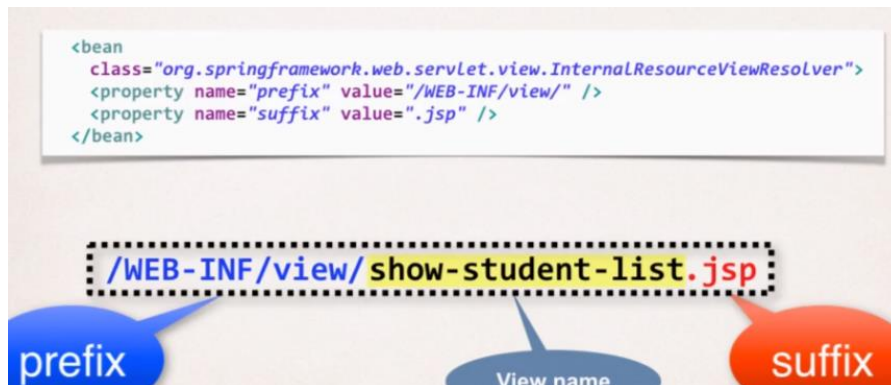 <bean
class="org.springframework.web.servlet.view.InternalResourceViewResolver">
<property name="prefix" value="/WEB-INF/view/" />
<property name="suffix" value=".jsp" />
</bean>
/WEB-INF/view/show-student-list.jsp
prefix
View name
suffix